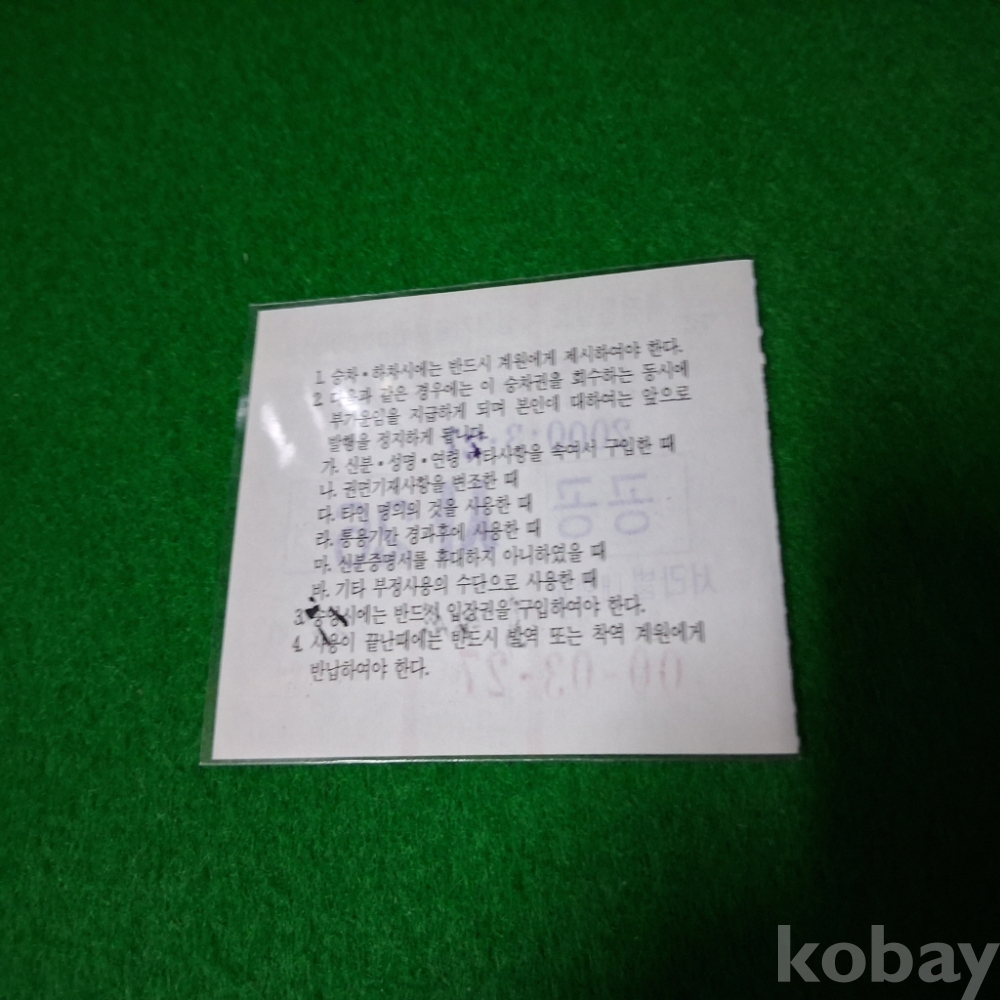 1. 승차·하차시에는 반드시 계원에게 제시하여야 한다.
2. 다음과 같은 경우에는 이 승차권을 회수하는 동시에
부가운임을 지급하게 되며 본인에 대하여는 앞으로
발행을 정지하게 됩니다
가. 신분·성명·연령 기타사항을 속여서 구입한 때
나. 권면기재사항을 변조한 때
다. 타인 명의의 것을 사용한 때
라. 통용기간 경과후에 사용한 때
마. 신분증명서를 휴대하지 아니하였을 때
바. 기타 부정사용의 수단으로 사용한 때
3. 승영시에는 반드시 입장권을 구입하여야 한다.
4. 사용이 끝난때에는 반드시 발역 또는 착역 계원에게
반납하여야 한다.
2000.3.
공 공
00-03-27
kobay